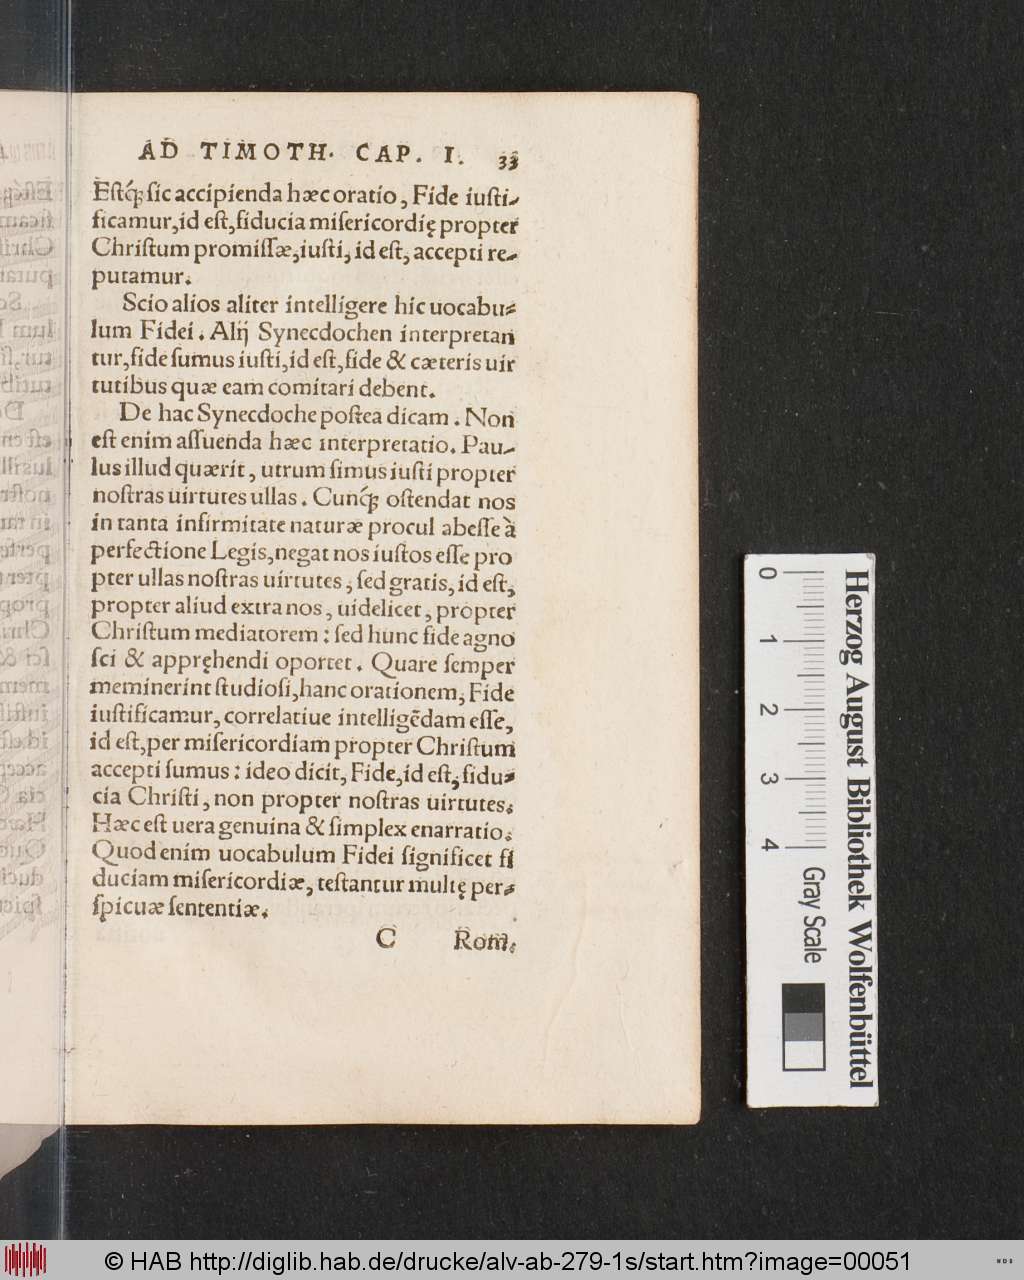 AD TIMOTH. CAP. I. 33
Eſtq́ꝫ ſic accipienda hæc oratio, Fide iuſti-
ficamur, id eſt, fiducia miſericordię propter
Chriſtum promiſſæ, iuſti, id eſt, accepti re-
putamur.
Scio alios aliter intelligere hic uocabu-
lum Fidei. Alij Synecdochen interpretan
tur, fide ſumus iuſti, id eſt, fide & cæteris uir
tutibus quæ eam comitari debent.
De hac Synecdoche poſtea dicam. Non
eſt enim aſſuenda hæc interpretatio. Pau-
lus illud quærit, utrum ſimus iuſti propter
noſtras uirtutes ullas. Cunq́ꝫ oſtendat nos
in tanta infirmitate naturæ procul abeſſe à
perfectione Legis, negat nos iuſtos eſſe pro
pter ullas noſtras uirtutes, ſed gratis, id eſt,
propter aliud extra nos, uidelicet, propter
Chriſtum mediatorem: ſed hunc fide agno
ſci & appręhendi oportet. Quare ſemper
meminerint ſtudioſi, hanc orationem, Fide
iuſtificamur, correlatiue intelligēdam eſſe,
id eſt, per miſericordiam propter Chriſtum
accepti ſumus: ideo dicit, Fide, id eſt, fidu-
cia Chriſti, non propter noſtras uirtutes.
Hæc eſt uera genuina & ſimplex enarratio.
Quod enim uocabulum Fidei ſignificet fi
duciam miſericordiæ, teſtantur multę per-
ſpicuæ ſententiæ.
C Rom.
0 1 2 3 4
Gray Scale
Herzog August Bibliothek Wolfenbüttel
© HAB http://diglib.hab.de/drucke/alv-ab-279-1s/start.htm?image=00051